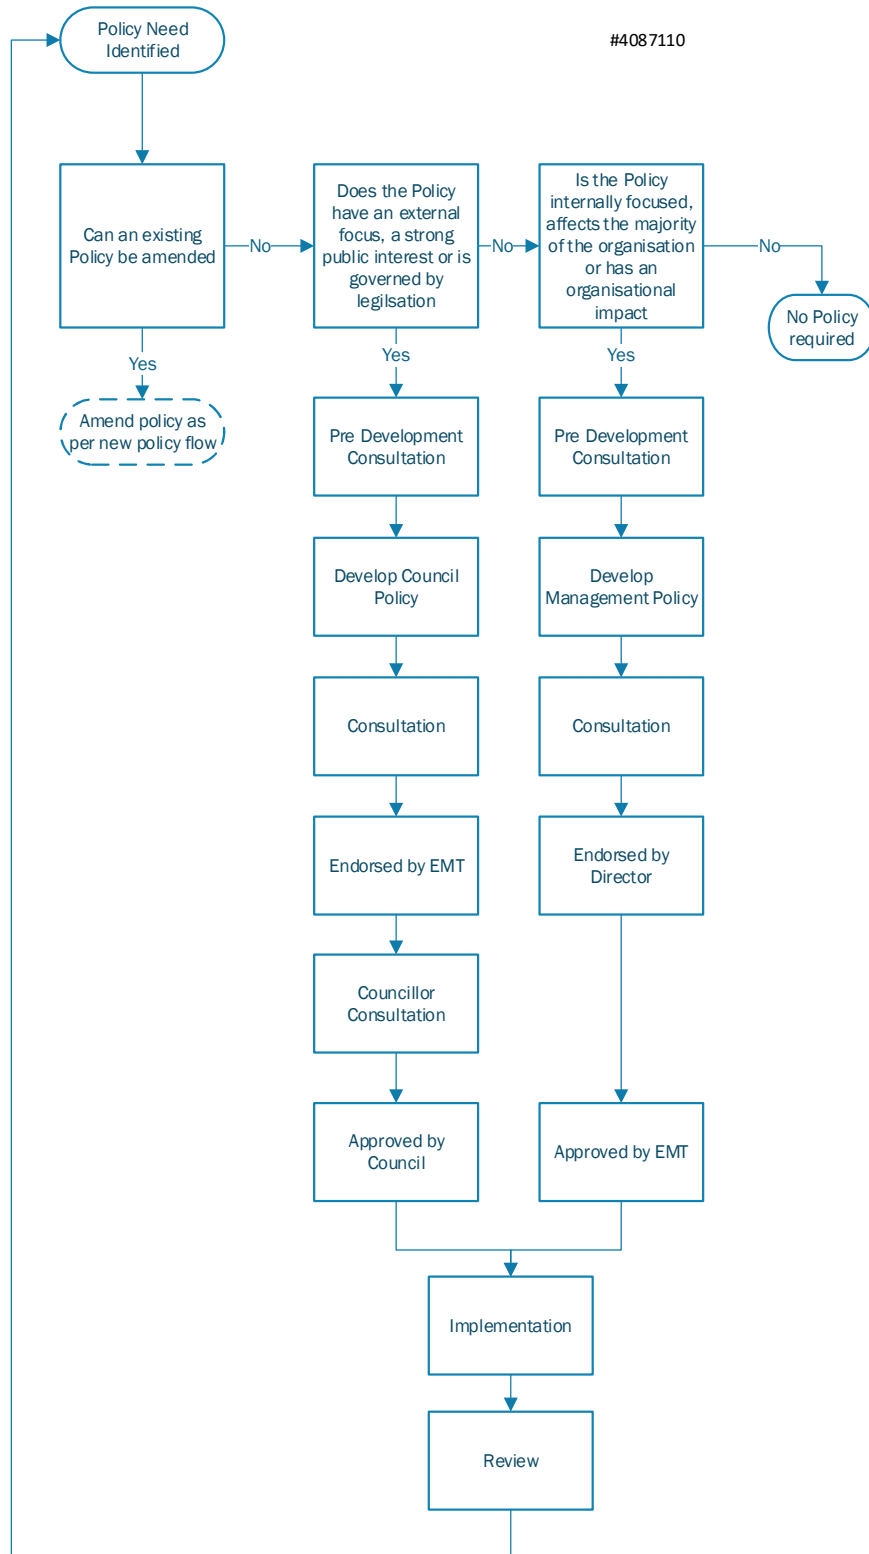 Policy Need
Identified
#4087110
Can an existing
Policy be amended
No
Does the Policy
have an external
focus, a strong
public interest or is
governed by
legilsation
No
Is the Policy
internally focused,
affects the majority
of the organisation
or has an
organisational
impact
No
No Policy
required
Yes
Amend policy as
per new policy flow
Yes
Pre Development
Consultation
Develop Council
Policy
Consultation
Endorsed by EMT
Councillor
Consultation
Approved by
Council
Yes
Pre Development
Consultation
Develop
Management Policy
Consultation
Endorsed by
Director
Approved by EMT
Implementation
Review